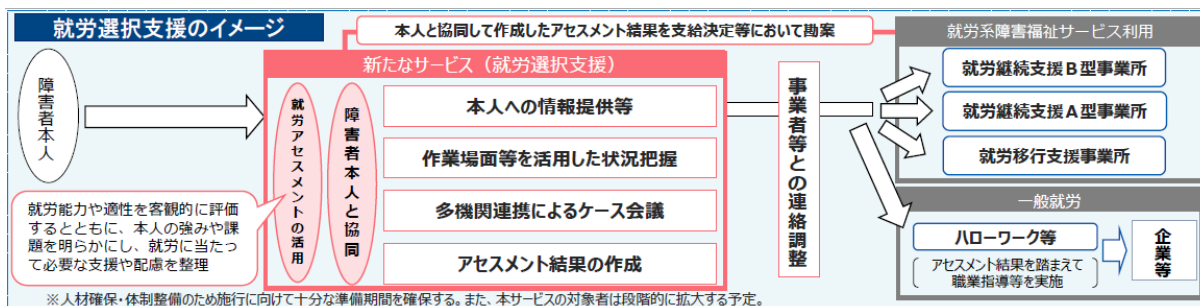 就労選択支援のイメージ
本人と協同して作成したアセスメント結果を支給決定等において勘案
障害者本人
新たなサービス（就労選択支援）
就労アセスメントの活用
障害者本人と協同
本人への情報提供等
作業場面等を活用した状況把握
多機関連携によるケース会議
アセスメント結果の作成
就労能力や適性を客観的に評価
するとともに、本人の強みや課
題を明らかにし、就労に当たっ
て必要な支援や配慮を整理
事業者等との連絡調整
就労系障害福祉サービス利用
就労継続支援Ｂ型事業所
就労継続支援Ａ型事業所
就労移行支援事業所
一般就労
ハローワーク等
アセスメント結果を踏まえて
職業指導等を実施
企業等
※人材確保・体制整備のため施行に向けて十分な準備期間を確保する。また、本サービスの対象者は段階的に拡大する予定。